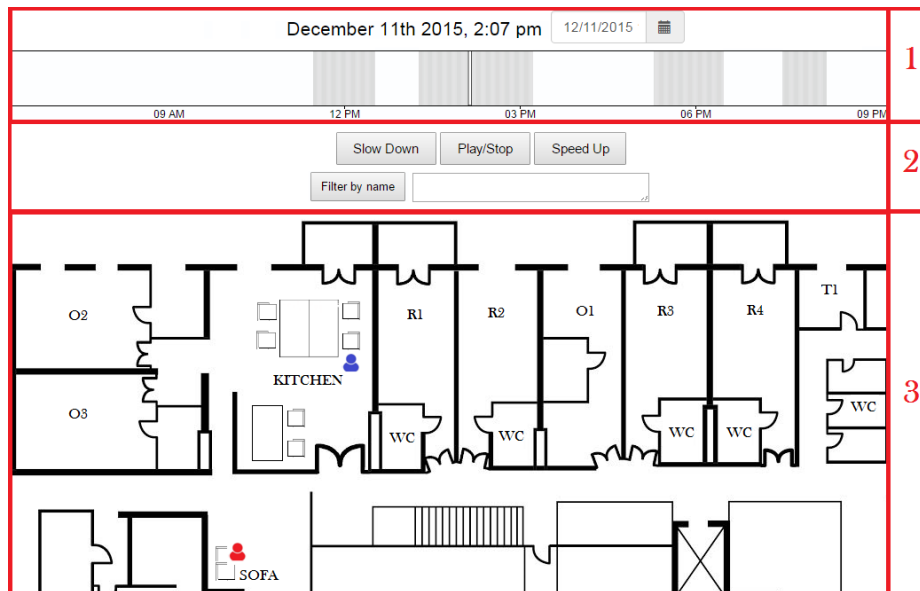 December 11th 2015, 2:07 pm 12/11/2015
1
09 AM 12 PM 03 PM 06 PM 09 PM
Slow Down Play/Stop Speed Up
2
Filter by name
T1
O2 R1 R2 O1 R3 R4
KITCHEN
3
O3 WC WC WC WC WC
SOFA